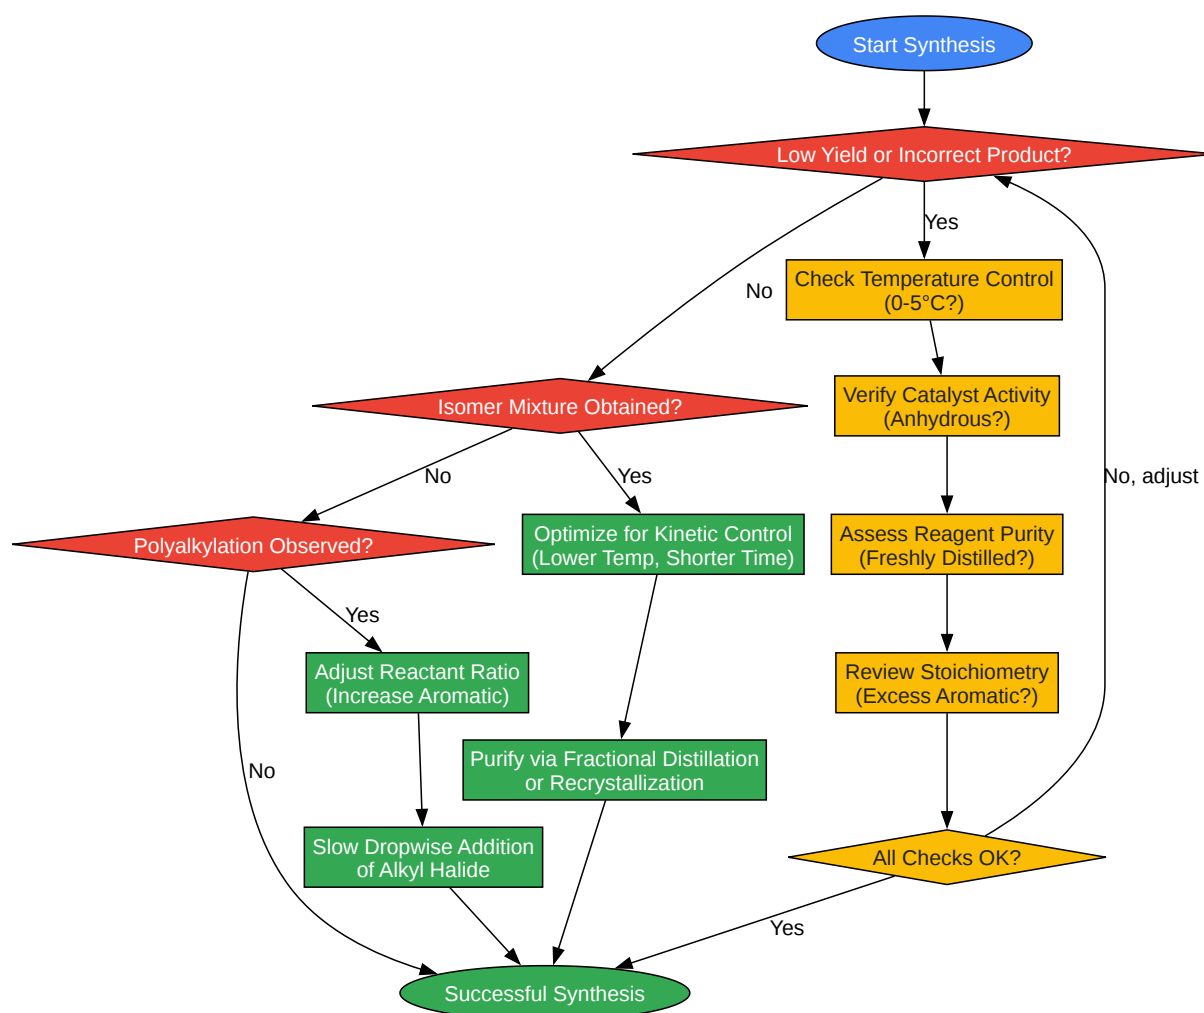 Start Synthesis
Low Yield or Incorrect Product?
Yes
No
Check Temperature Control
(0-5°C?)
Isomer Mixture Obtained?
Verify Catalyst Activity
(Anhydrous?)
No
Yes
No, adjust
Polyalkylation Observed?
Optimize for Kinetic Control
(Lower Temp, Shorter Time)
Assess Reagent Purity
(Freshly Distilled?)
Yes
Adjust Reactant Ratio
(Increase Aromatic)
Review Stoichiometry
(Excess Aromatic?)
No
Purify via Fractional Distillation
or Recrystallization
Slow Dropwise Addition
of Alkyl Halide
All Checks OK?
Yes
Successful Synthesis